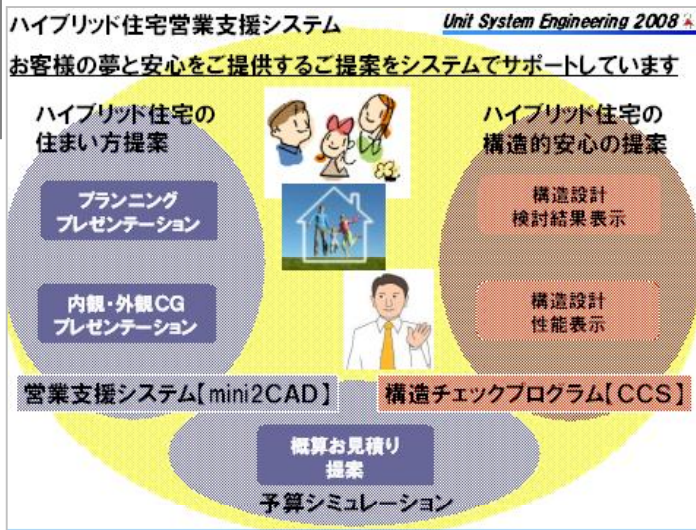 ハイブリッド住宅営業支援システム
Unit System Engineering 2008
お客様の夢と安心をご提供するご提案をシステムでサポートしています
ハイブリッド住宅の
住まい方提案
ハイブリッド住宅の
構造的安心の提案
プランニング
プレゼンテーション
構造設計
検討結果表示
内観・外観CG
プレゼンテーション
構造設計
性能表示
営業支援システム【mini2CAD】
構造チェックプログラム【CCS】
概算お見積り
提案
予算シミュレーション